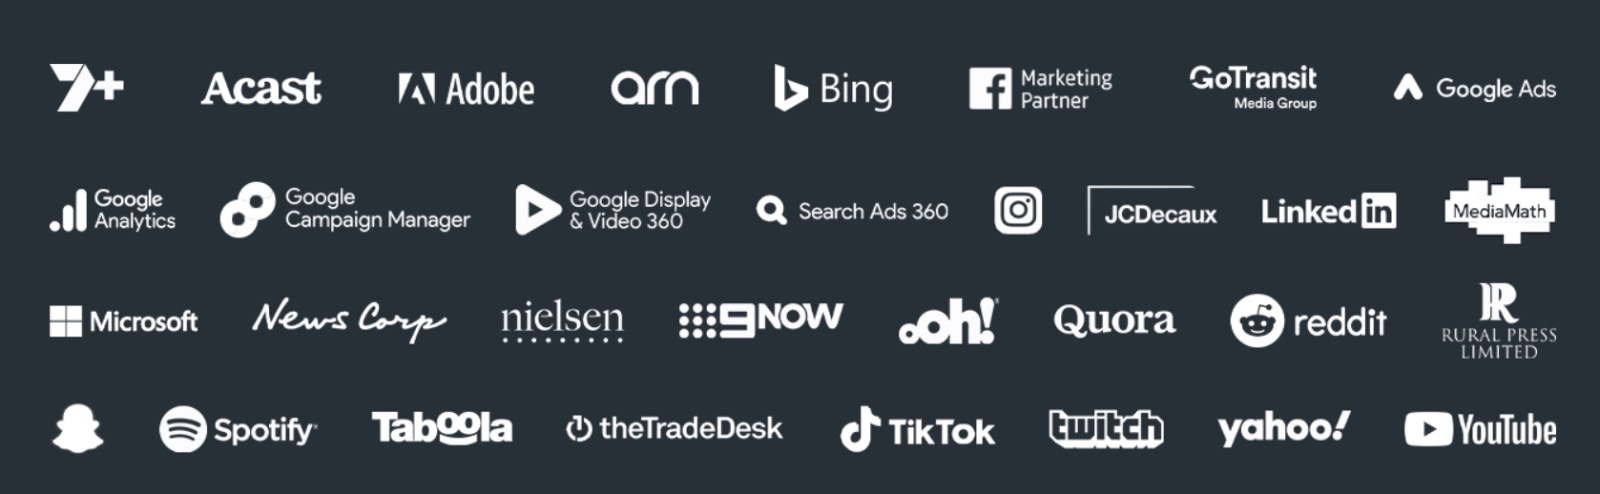 7+
Acast
Adobe
arn
Bing
Marketing
Partner
GoTransit
Media Group
Google Ads
Google
Analytics
Google
Campaign Manager
Google Display
& Video 360
Search Ads 360
JCDecaux
Linked in
MediaMath
Microsoft
News Corp
nielsen
9NOW
oh!
Quora
reddit
R
RURAL PRESS
LIMITED
Spotify
Taboola
theTradeDesk
TikTok
twitch
yahoo!
YouTube